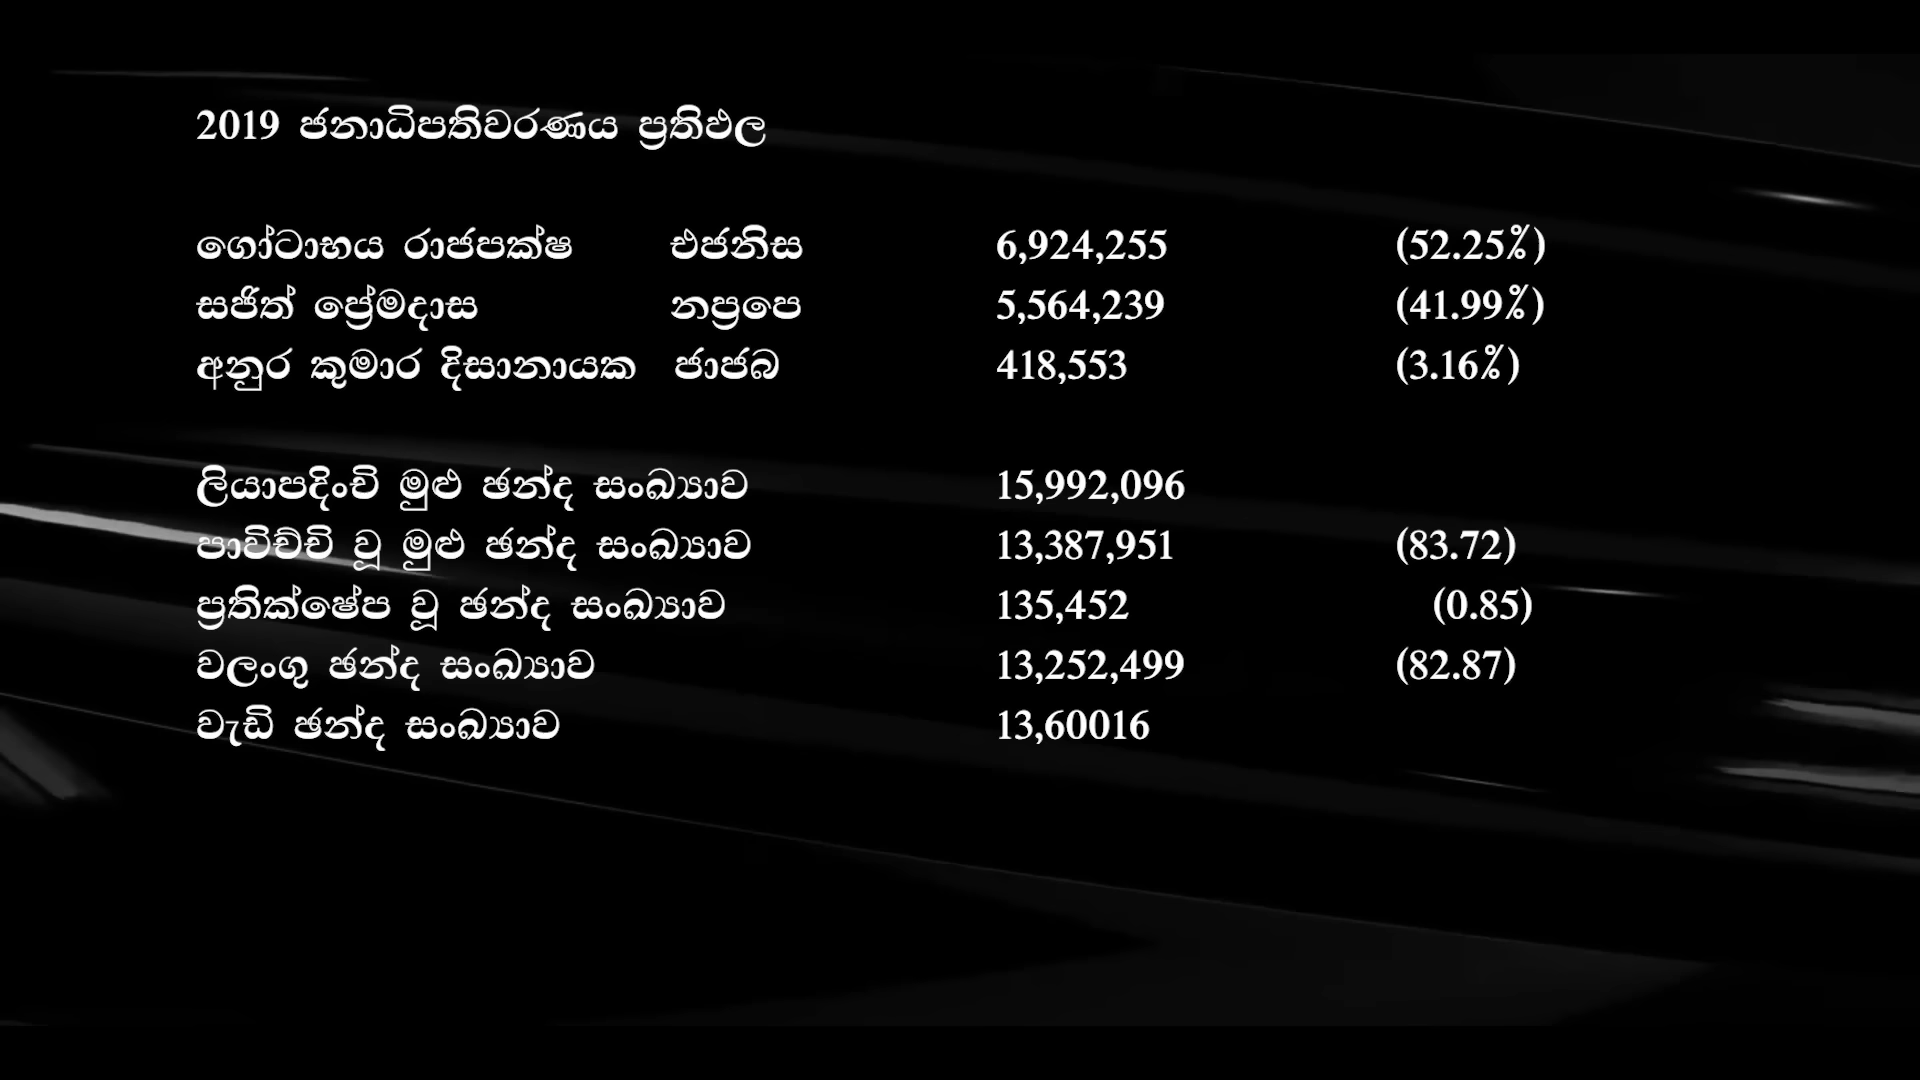 2019 ජනාධිපතිවරණය ප්‍රතිඵල
ගෝටාභය රාජපක්ෂ එජනිස 6,924,255 (52.25%)
සජිත් ප්‍රේමදාස නප්‍රපෙ 5,564,239 (41.99%)
අනුර කුමාර දිසානායක ජාජබ 418,553 (3.16%)
ලියාපදිංචි මුළු ඡන්ද සංඛ්‍යාව 15,992,096
පාවිච්චි වූ මුළු ඡන්ද සංඛ්‍යාව 13,387,951 (83.72)
ප්‍රතික්ෂේප වූ ඡන්ද සංඛ්‍යාව 135,452 (0.85)
වලංගු ඡන්ද සංඛ්‍යාව 13,252,499 (82.87)
වැඩි ඡන්ද සංඛ්‍යාව 13,60016